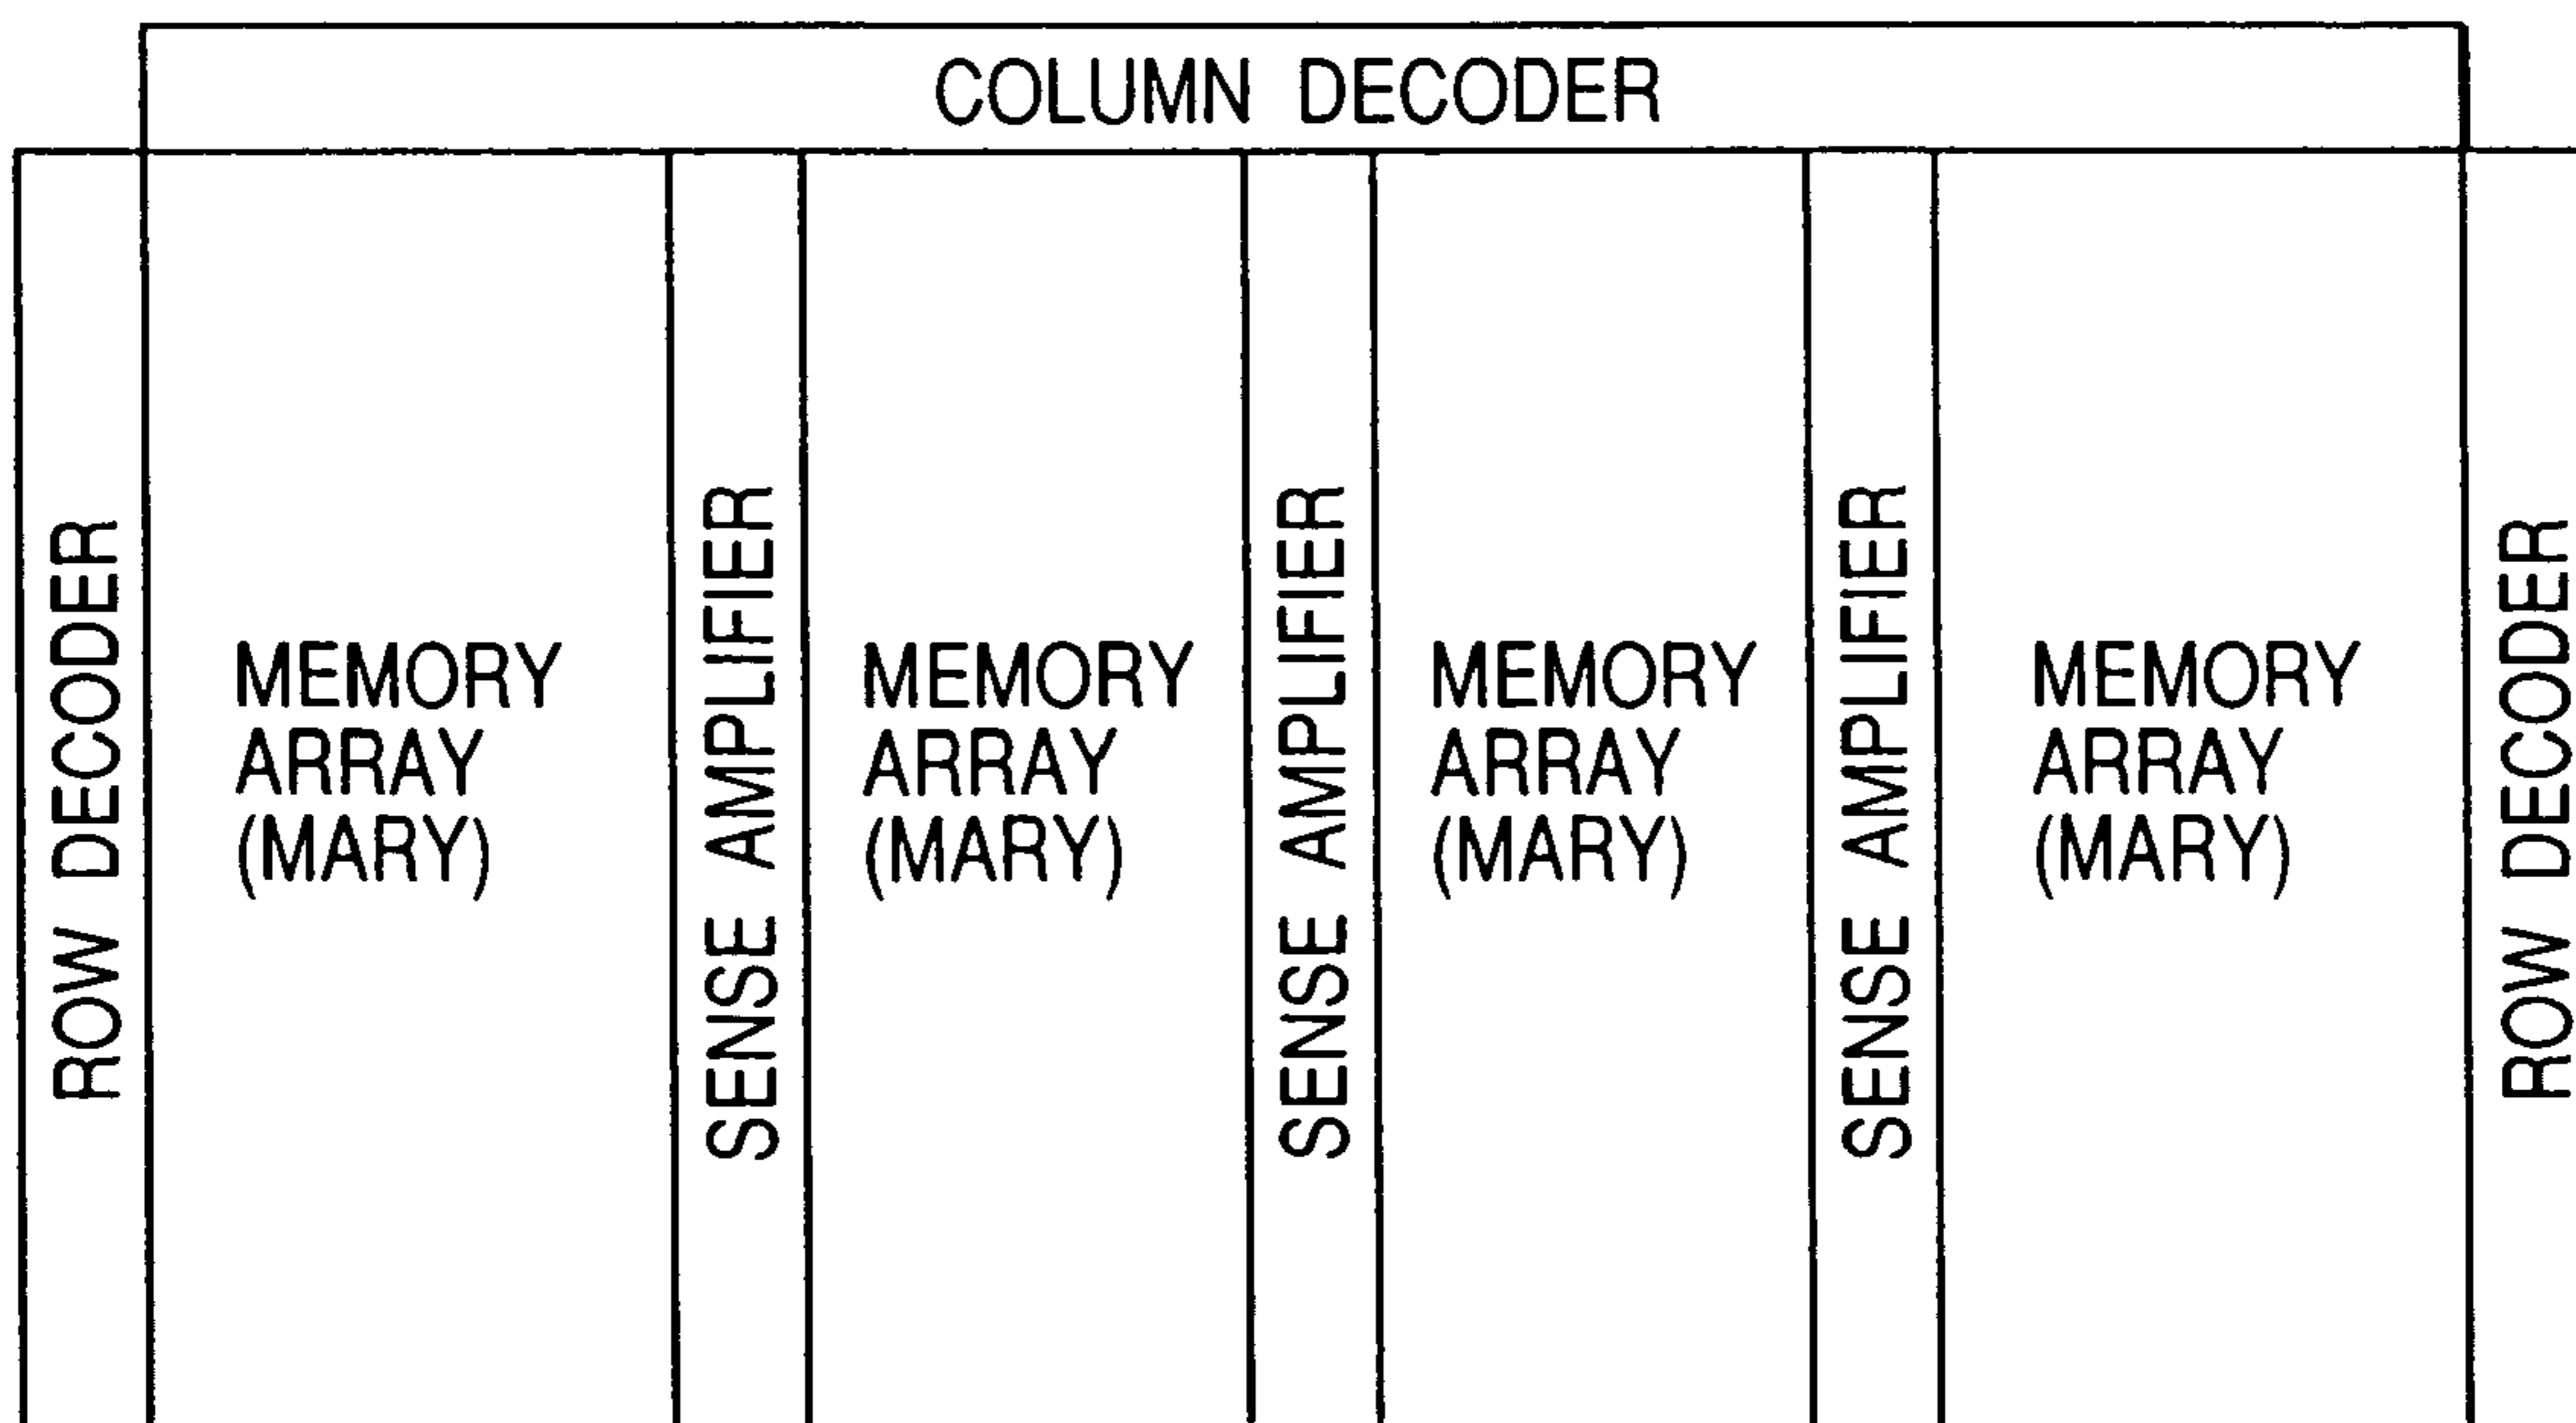 COLUMN DECODER
ROW DECODER
MEMORY
ARRAY
(MARY)
SENSE AMPLIFIER
MEMORY
ARRAY
(MARY)
SENSE AMPLIFIER
MEMORY
ARRAY
(MARY)
SENSE AMPLIFIER
MEMORY
ARRAY
(MARY)
ROW DECODER